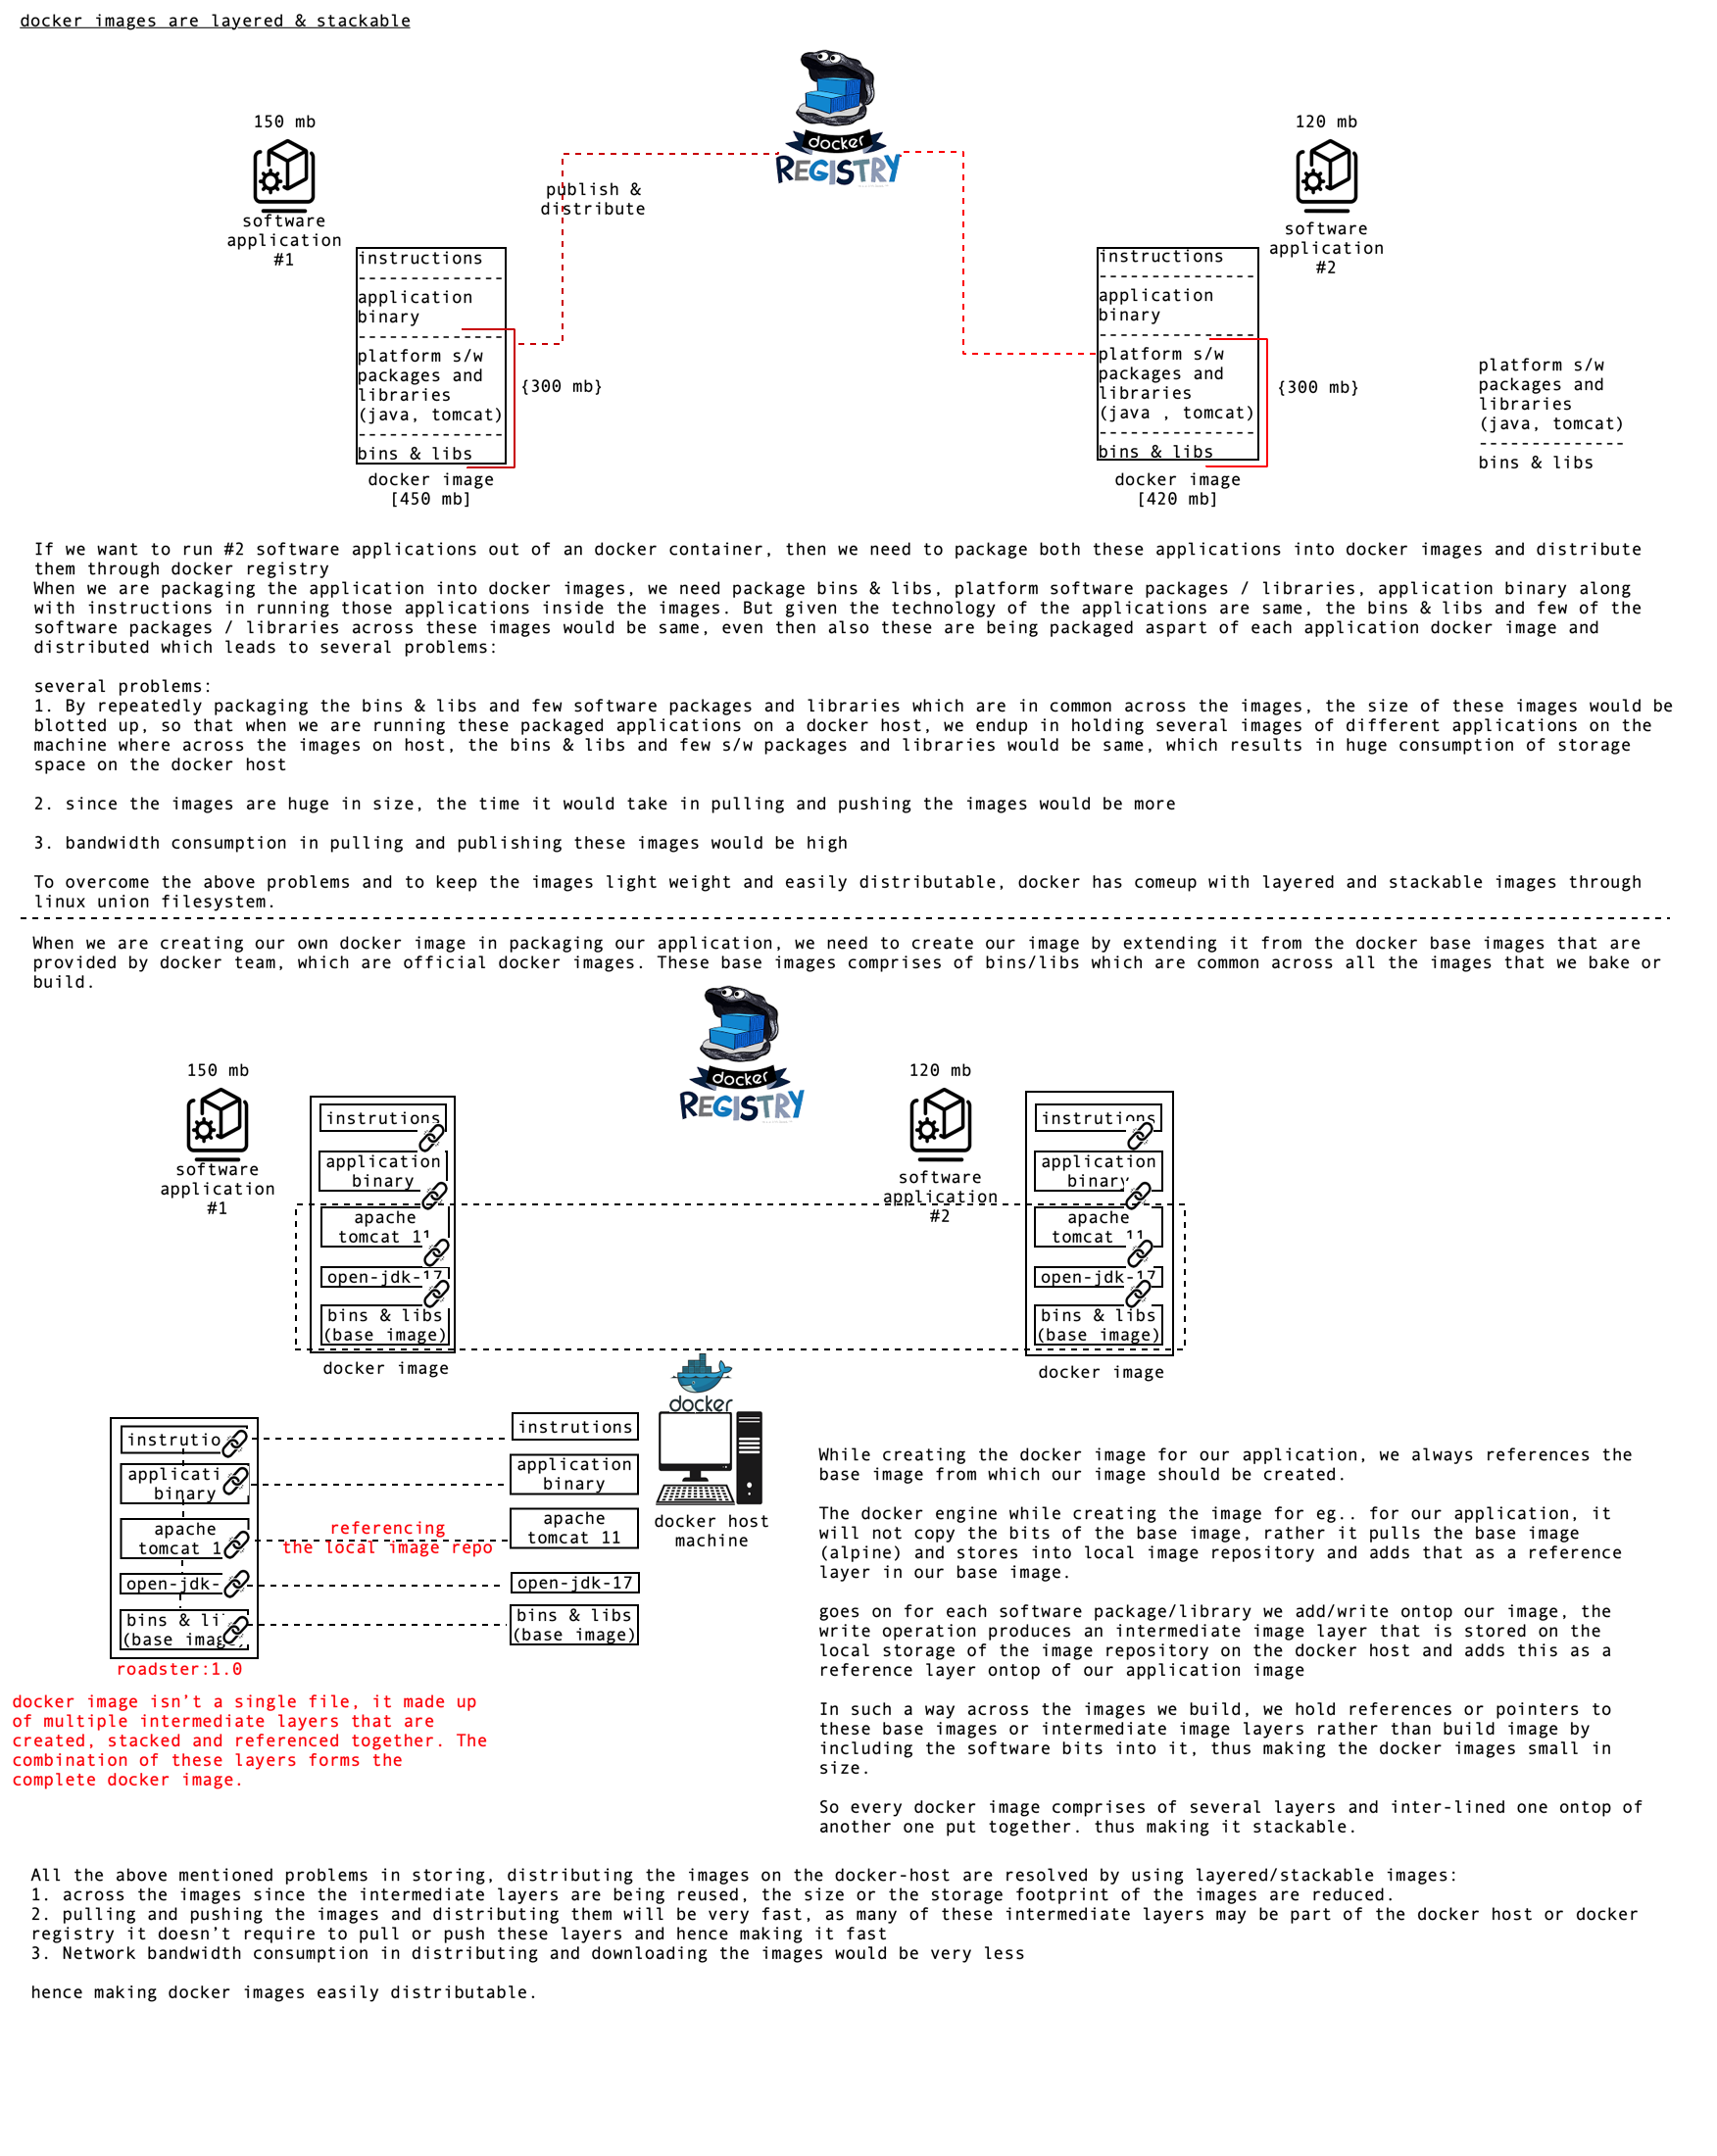 docker images are layered & stackable
150 mb
software
application
#1
publish &
distribute
docker
REGISTRY
120 mb
software
application
#2
instructions
--------------
application
binary
--------------
platform s/w
packages and
libraries
(java, tomcat)
--------------
bins & libs
{300 mb}
docker image
[450 mb]
instructions
---------------
application
binary
---------------
platform s/w
packages and
libraries
(java , tomcat)
---------------
bins & libs
{300 mb}
docker image
[420 mb]
platform s/w
packages and
libraries
(java, tomcat)
--------------
bins & libs
If we want to run #2 software applications out of an docker container, then we need to package both these applications into docker images and distribute
them through docker registry
When we are packaging the application into docker images, we need package bins & libs, platform software packages / libraries, application binary along
with instructions in running those applications inside the images. But given the technology of the applications are same, the bins & libs and few of the
software packages / libraries across these images would be same, even then also these are being packaged aspart of each application docker image and
distributed which leads to several problems:
several problems:
1. By repeatedly packaging the bins & libs and few software packages and libraries which are in common across the images, the size of these images would be
blotted up, so that when we are running these packaged applications on a docker host, we endup in holding several images of different applications on the
machine where across the images on host, the bins & libs and few s/w packages and libraries would be same, which results in huge consumption of storage
space on the docker host
2. since the images are huge in size, the time it would take in pulling and pushing the images would be more
3. bandwidth consumption in pulling and publishing these images would be high
To overcome the above problems and to keep the images light weight and easily distributable, docker has comeup with layered and stackable images through
linux union filesystem.
When we are creating our own docker image in packaging our application, we need to create our image by extending it from the docker base images that are
provided by docker team, which are official docker images. These base images comprises of bins/libs which are common across all the images that we bake or
build.
docker
REGISTRY
150 mb
software
application
#1
instrutions
application
binary
apache
tomcat 11
open-jdk-17
bins & libs
(base image)
docker image
120 mb
software
application
#2
instrutions
application
binary
apache
tomcat 11
open-jdk-17
bins & libs
(base image)
docker image
instrutio
applicati
binary
apache
tomcat 1
open-jdk-
bins & li
(base imag
roadster:1.0
referencing
the local image repo
instrutions
application
binary
apache
tomcat 11
open-jdk-17
bins & libs
(base image)
docker
docker host
machine
docker image isn't a single file, it made up
of multiple intermediate layers that are
created, stacked and referenced together. The
combination of these layers forms the
complete docker image.
While creating the docker image for our application, we always references the
base image from which our image should be created.
The docker engine while creating the image for eg.. for our application, it
will not copy the bits of the base image, rather it pulls the base image
(alpine) and stores into local image repository and adds that as a reference
layer in our base image.
goes on for each software package/library we add/write ontop our image, the
write operation produces an intermediate image layer that is stored on the
local storage of the image repository on the docker host and adds this as a
reference layer ontop of our application image
In such a way across the images we build, we hold references or pointers to
these base images or intermediate image layers rather than build image by
including the software bits into it, thus making the docker images small in
size.
So every docker image comprises of several layers and inter-lined one ontop of
another one put together. thus making it stackable.
All the above mentioned problems in storing, distributing the images on the docker-host are resolved by using layered/stackable images:
1. across the images since the intermediate layers are being reused, the size or the storage footprint of the images are reduced.
2. pulling and pushing the images and distributing them will be very fast, as many of these intermediate layers may be part of the docker host or docker
registry it doesn't require to pull or push these layers and hence making it fast
3. Network bandwidth consumption in distributing and downloading the images would be very less
hence making docker images easily distributable.